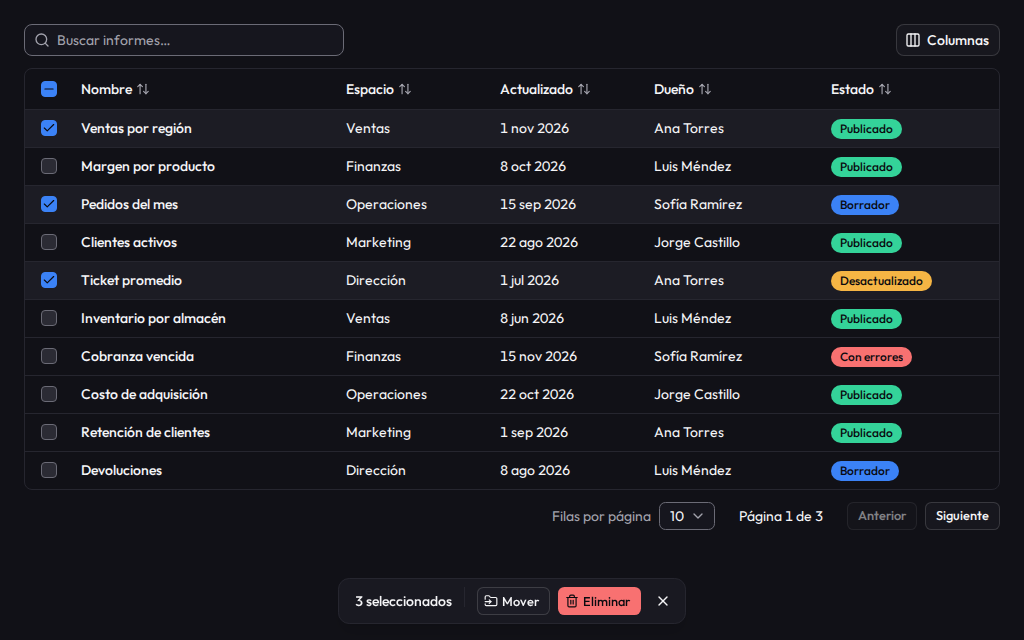 Buscar informes...
Columnas
Nombre Espacio Actualizado Dueño Estado
Ventas por región Ventas 1 nov 2026 Ana Torres Publicado
Margen por producto Finanzas 8 oct 2026 Luis Méndez Publicado
Pedidos del mes Operaciones 15 sep 2026 Sofía Ramírez Borrador
Clientes activos Marketing 22 ago 2026 Jorge Castillo Publicado
Ticket promedio Dirección 1 jul 2026 Ana Torres Desactualizado
Inventario por almacén Ventas 8 jun 2026 Luis Méndez Publicado
Cobranza vencida Finanzas 15 nov 2026 Sofía Ramírez Con errores
Costo de adquisición Operaciones 22 oct 2026 Jorge Castillo Publicado
Retención de clientes Marketing 1 sep 2026 Ana Torres Publicado
Devoluciones Dirección 8 ago 2026 Luis Méndez Borrador
Filas por página 10 Página 1 de 3 Anterior Siguiente
3 seleccionados Mover Eliminar